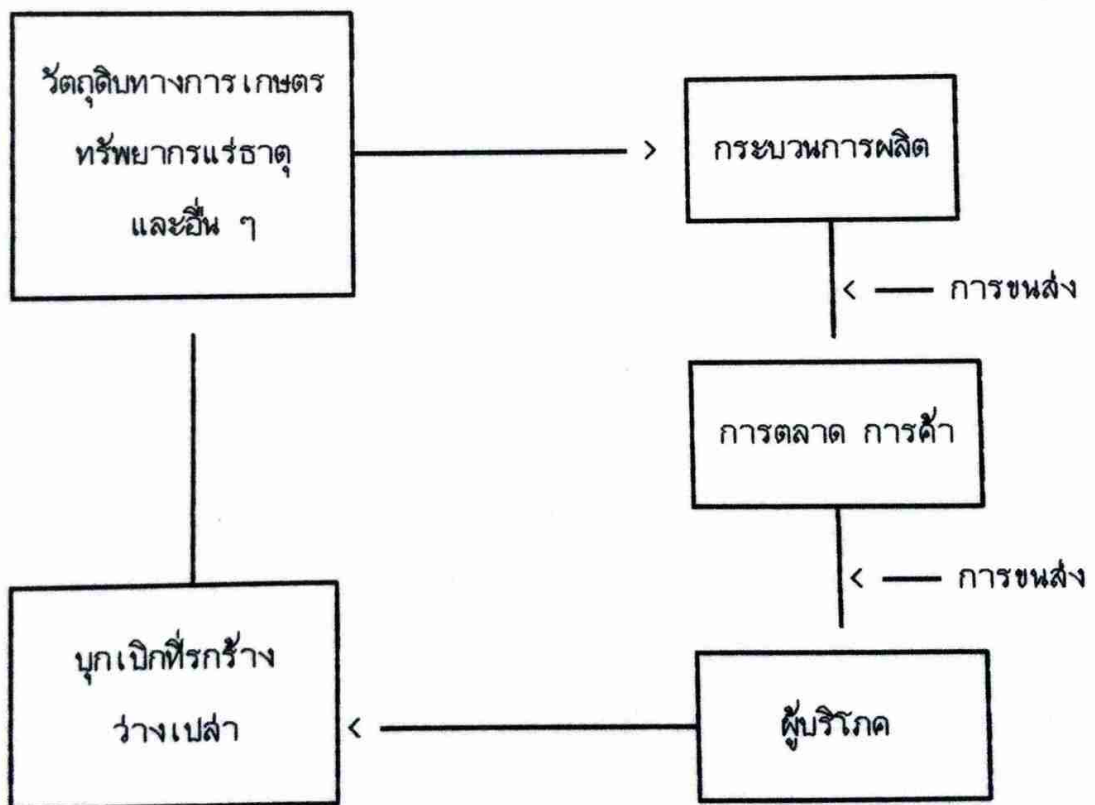 วัตถุดิบทางการเกษตร
ทรัพยากรแร่ธาตุ
และอื่น ๆ
กระบวนการผลิต
การขนส่ง
การตลาด การค้า
การขนส่ง
ผู้บริโภค
บุกเบิกที่รกร้าง
ว่างเปล่า